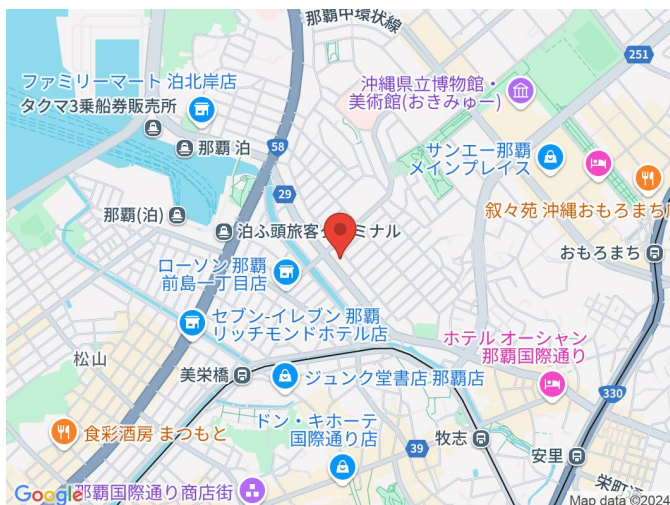 那覇中環状線
251
ファミリーマート 泊北岸店
沖縄県立博物館・
美術館(おきみゅー)
タクマ3乗船券販売所
サンエー那覇
メインプレイス
那覇 泊
58
29
叙々苑 沖縄おもろまち店
那覇(泊)
泊ふ頭旅客ターミナル
おもろまち
ローソン 那覇
前島一丁目店
セブン-イレブン 那覇
リッチモンドホテル店
ホテル オーシャン
那覇国際通り
松山
美栄橋
ジュンク堂書店 那覇店
330
ドン・キホーテ
国際通り店
食彩酒房 まつもと
39
牧志
安里
栄町通
Google
那覇国際通り商店街
Map data ©2024